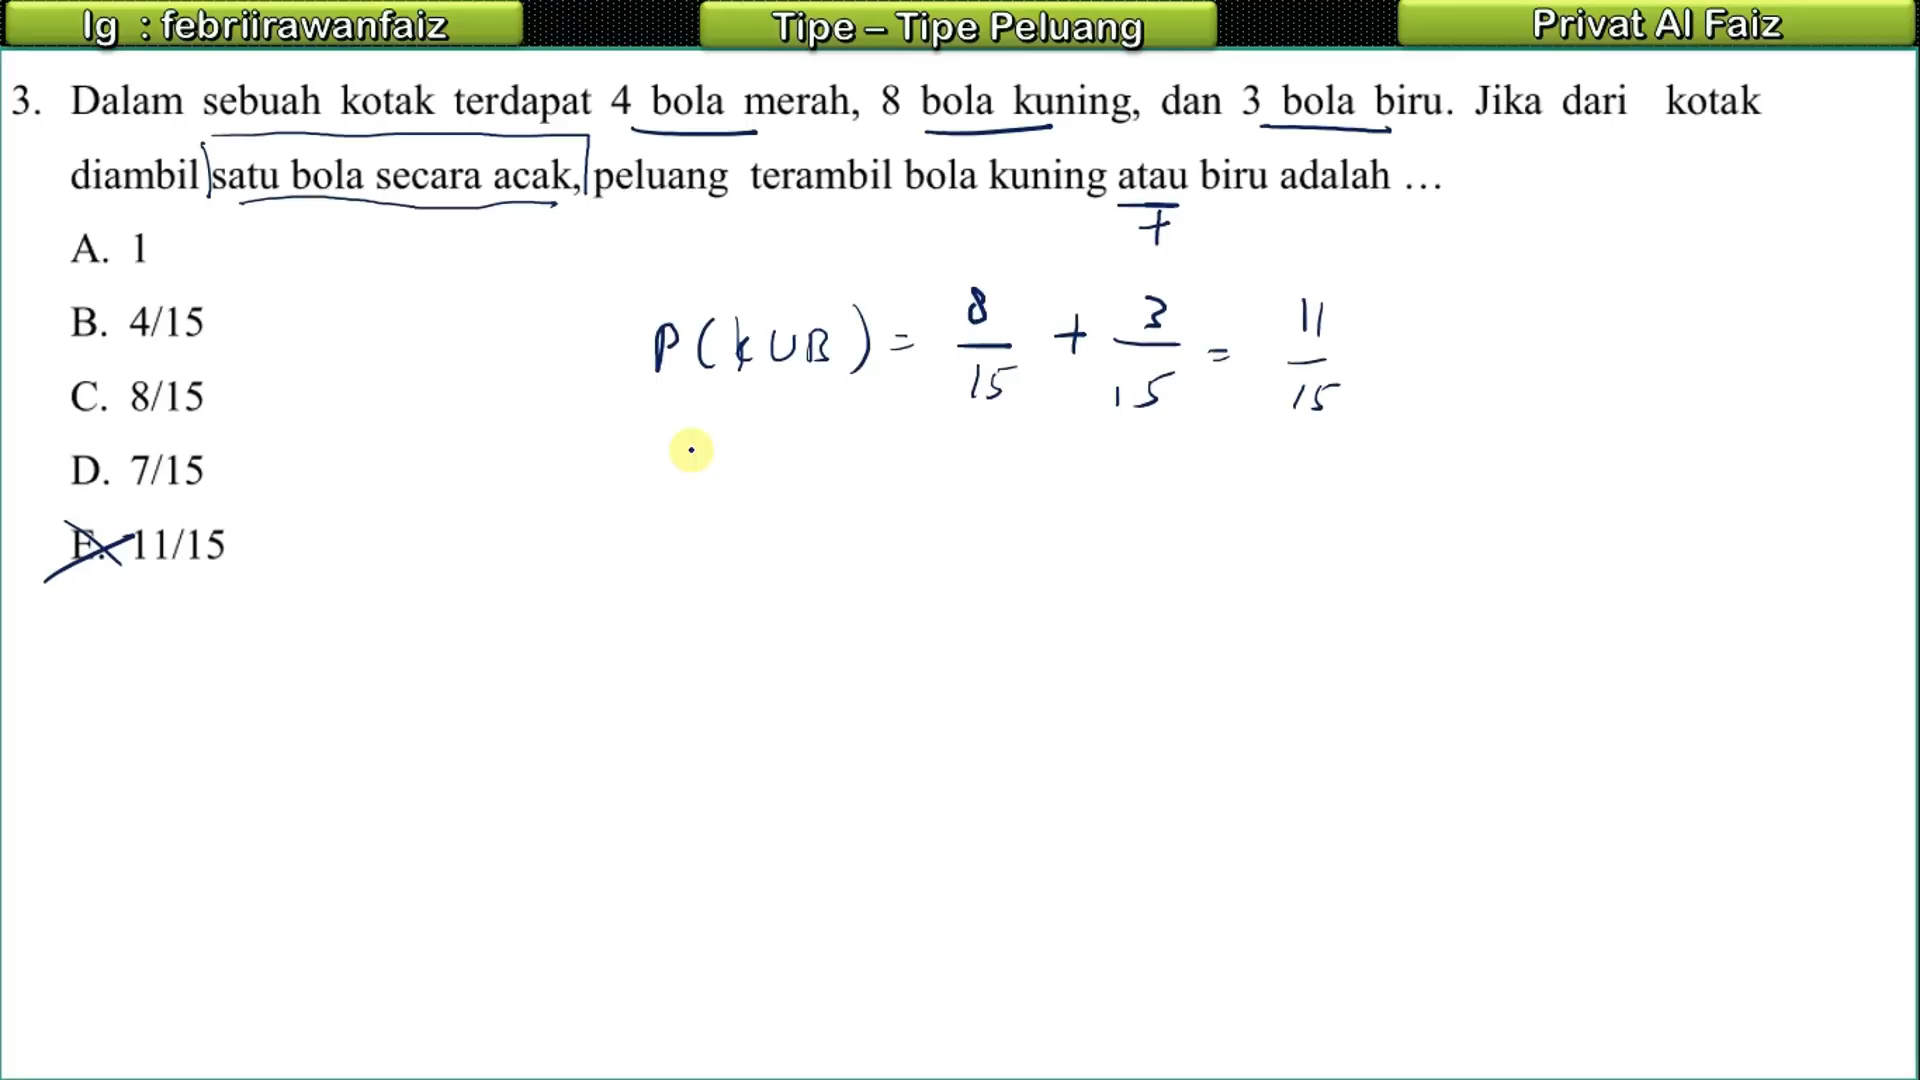 Ig : febriirawanfaiz
Tipe – Tipe Peluang
Privat Al Faiz
3. Dalam sebuah kotak terdapat 4 bola merah, 8 bola kuning, dan 3 bola biru. Jika dari kotak
diambil satu bola secara acak, peluang terambil bola kuning atau biru adalah …
+
A. 1
B. 4/15
C. 8/15
D. 7/15
E. 11/15
P(K∪B) = 8/15 + 3/15 = 11/15